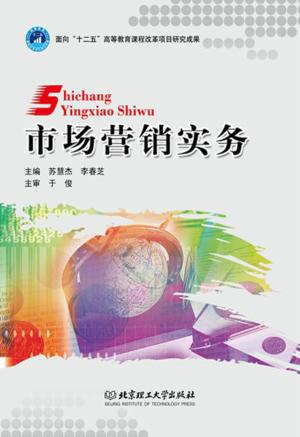 面向“十二五”高等教育课程改革项目研究成果
Shichang
Yingxiao Shiwu
市场营销实务
主编 苏慧杰 李春芝
主审 于俊
北京理工大学出版社
BEIJING INSTITUTE OF TECHNOLOGY PRESS